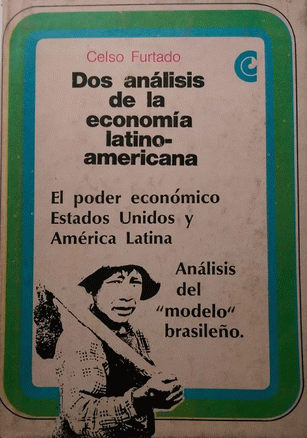 Celso Furtado
Dos análisis
de la
economía
latino-
americana
El poder económico
Estados Unidos y
América Latina
Análisis
del
"modelo"
brasileño.